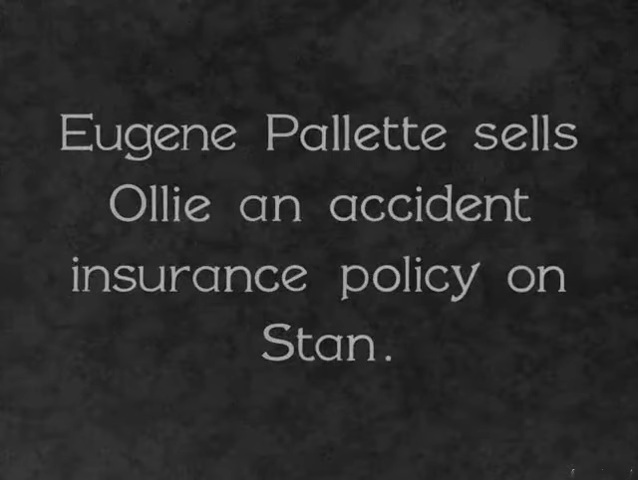 Eugene Pallette sells
Ollie an accident
insurance policy on
Stan.